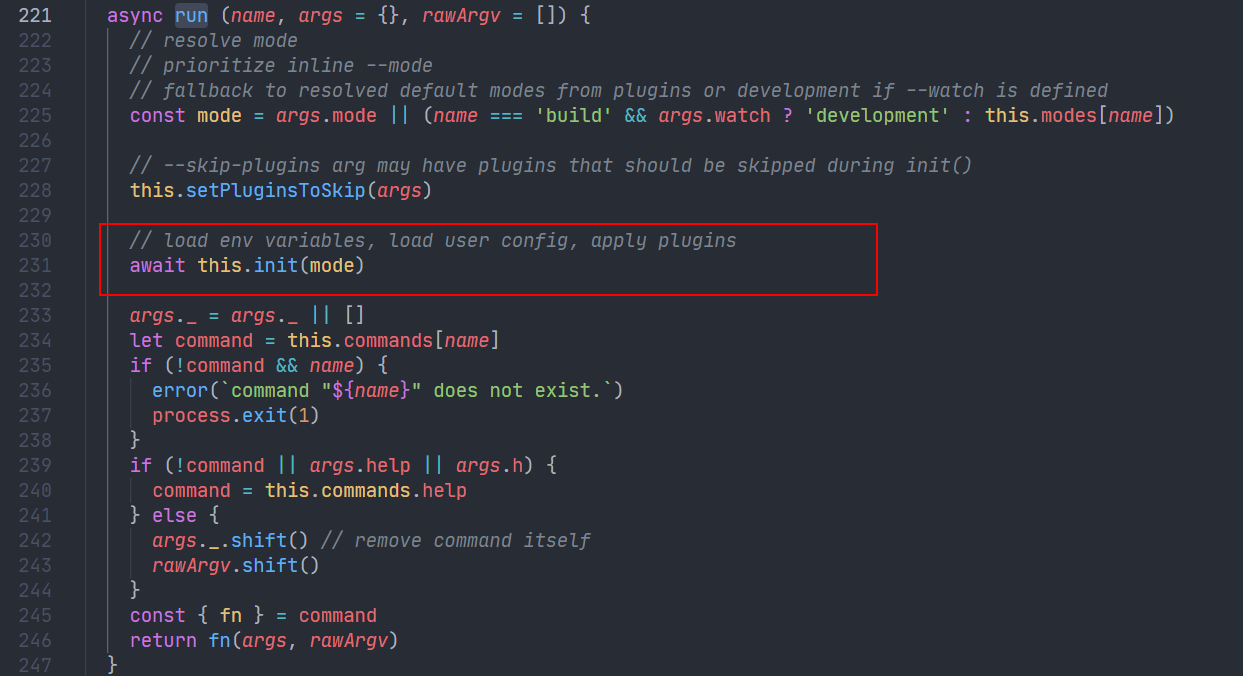 221 async run (name, args = {}, rawArgv = []) {
222 // resolve mode
223 // prioritize inline --mode
224 // fallback to resolved default modes from plugins or development if --watch is defined
225 const mode = args.mode || (name === 'build' && args.watch ? 'development' : this.modes[name])
226
227 // --skip-plugins arg may have plugins that should be skipped during init()
228 this.setPluginsToSkip(args)
229
230 // load env variables, load user config, apply plugins
231 await this.init(mode)
232
233 args._ = args._ || []
234 let command = this.commands[name]
235 if (!command && name) {
236 error(`command "${name}" does not exist.`)
237 process.exit(1)
238 }
239 if (!command || args.help || args.h) {
240 command = this.commands.help
241 } else {
242 args._.shift() // remove command itself
243 rawArgv.shift()
244 }
245 const { fn } = command
246 return fn(args, rawArgv)
247 }